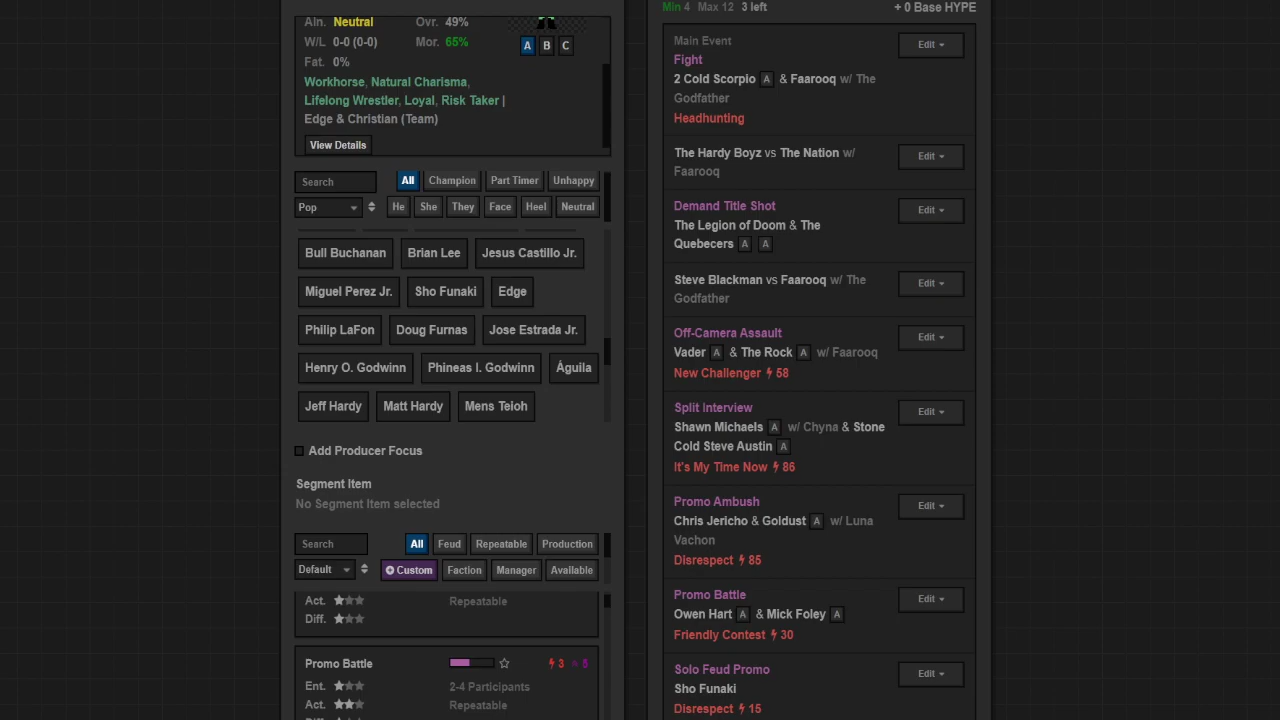 Aln. Neutral
Ovr. 49%
W/L 0-0 (0-0)
Mor. 65%
A B C
Fat. 0%
Workhorse, Natural Charisma,
Lifelong Wrestler, Loyal, Risk Taker |
Edge & Christian (Team)
View Details
Search
All Champion Part Timer Unhappy
Pop
He She They Face Heel Neutral
Bull Buchanan Brian Lee Jesus Castillo Jr.
Miguel Perez Jr. Sho Funaki Edge
Philip LaFon Doug Furnas Jose Estrada Jr.
Henry O. Godwinn Phineas I. Godwinn Águila
Jeff Hardy Matt Hardy Mens Teioh
Add Producer Focus
Segment Item
No Segment Item selected
Search
All Feud Repeatable Production
Default
Custom Faction Manager Available
Act.
Repeatable
Diff.
Promo Battle
3 5
Ent.
2-4 Participants
Act.
Repeatable
Min 4 Max 12 3 left
+ 0 Base HYPE
Main Event
Edit
Fight
2 Cold Scorpio A & Faarooq w/ The
Godfather
Headhunting
The Hardy Boyz vs The Nation w/
Faarooq
Edit
Demand Title Shot
Edit
The Legion of Doom & The
Quebecers A A
Steve Blackman vs Faarooq w/ The
Godfather
Edit
Off-Camera Assault
Edit
Vader A & The Rock A w/ Faarooq
New Challenger 58
Split Interview
Edit
Shawn Michaels A w/ Chyna & Stone
Cold Steve Austin A
It's My Time Now 86
Promo Ambush
Edit
Chris Jericho & Goldust A w/ Luna
Vachon
Disrespect 85
Promo Battle
Edit
Owen Hart A & Mick Foley A
Friendly Contest 30
Solo Feud Promo
Edit
Sho Funaki
Disrespect 15